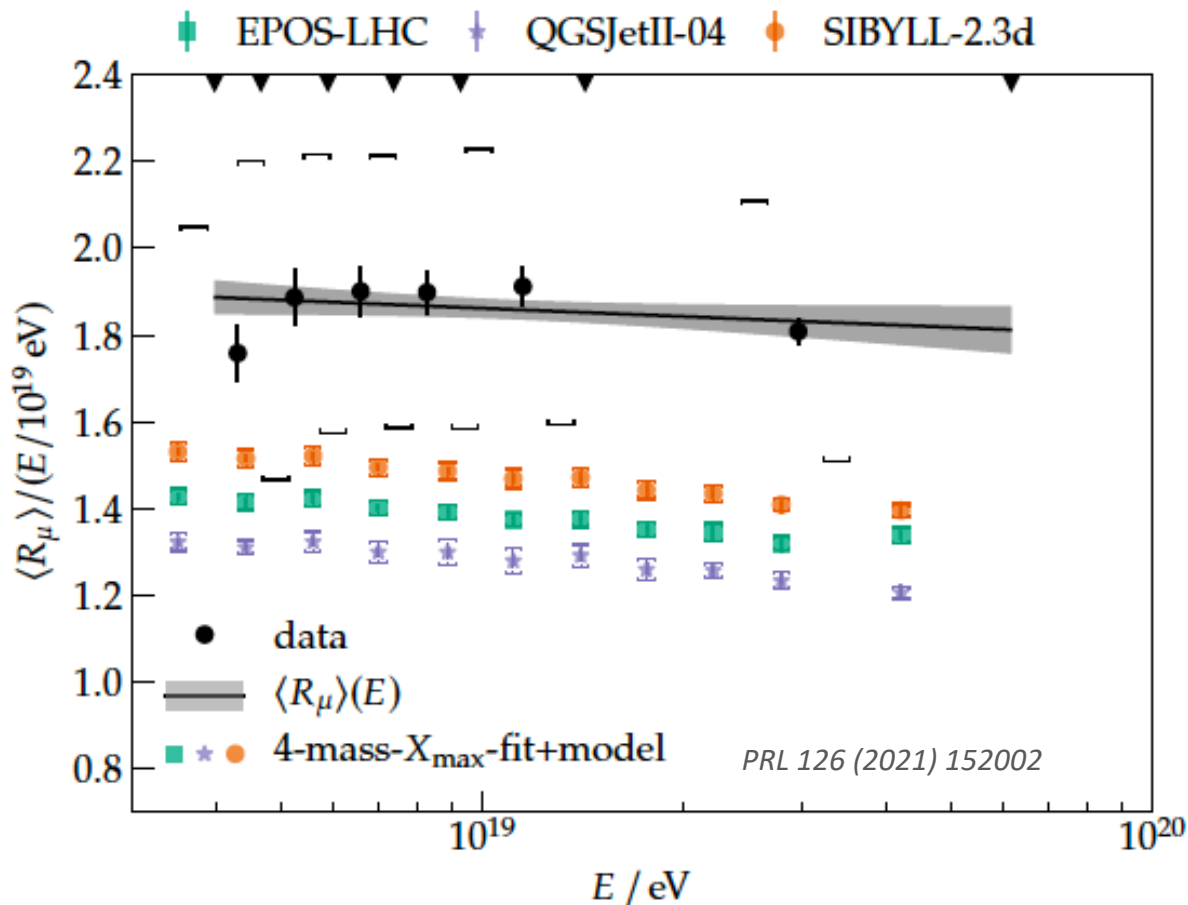 EPOS-LHC QGSJetII-04 SIBYLL-2.3d
2.4
2.2
2.0
1.8
1.6
1.4
1.2
1.0
0.8
⟨R_μ⟩/(E/10^19 eV)
data
⟨R_μ⟩(E)
4-mass-X_max-fit+model
PRL 126 (2021) 152002
10^19 10^20
E / eV